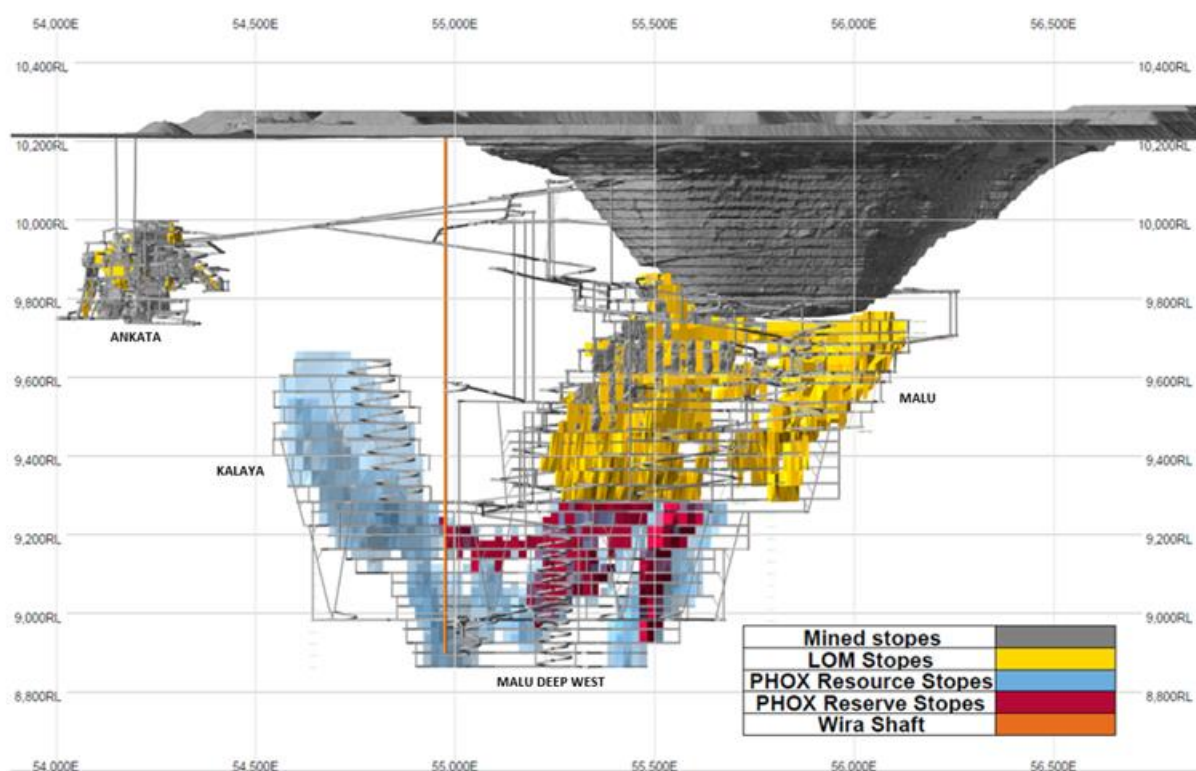 54,000E 54,500E 55,000E 55,500E 56,000E 56,500E
10,400RL 10,400RL
10,200RL 10,200RL
10,000RL 10,000RL
9,800RL 9,800RL
ANKATA
9,600RL 9,600RL
MALU
KALAYA
9,400RL 9,400RL
9,200RL 9,200RL
9,000RL 9,000RL
Mined stopes
LOM Stopes
MALU DEEP WEST
PHOX Resource Stopes
8,800RL 8,800RL
PHOX Reserve Stopes
Wira Shaft
54,000E 54,500E 55,000E 55,500E 56,000E 56,500E